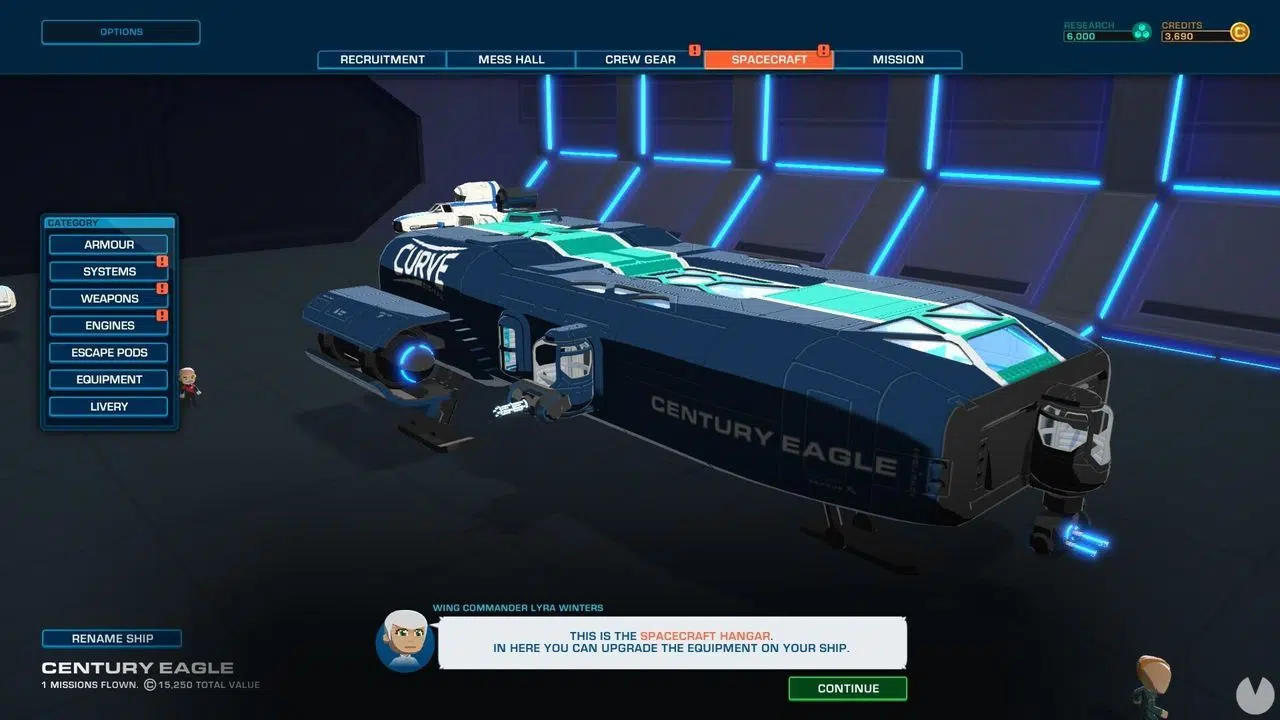 OPTIONS
RESEARCH
6,000
CREDITS
3,690
RECRUITMENT
MESS HALL
CREW GEAR
!
SPACECRAFT
!
MISSION
CATEGORY
ARMOUR
SYSTEMS
!
WEAPONS
!
ENGINES
!
ESCAPE PODS
EQUIPMENT
LIVERY
CURVE
CENTURY EAGLE
WING COMMANDER LYRA WINTERS
THIS IS THE SPACECRAFT HANGAR.
IN HERE YOU CAN UPGRADE THE EQUIPMENT ON YOUR SHIP.
CONTINUE
RENAME SHIP
CENTURY EAGLE
1 MISSIONS FLOWN. C 15,250 TOTAL VALUE